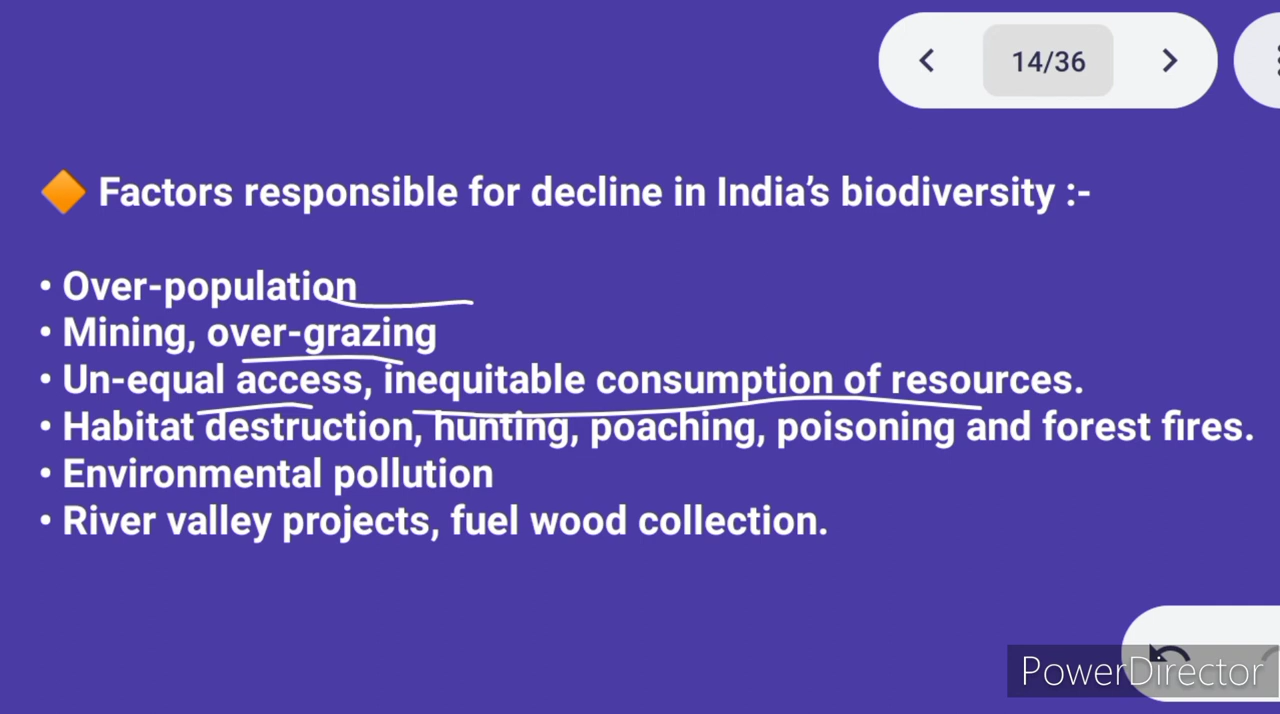 14/36
🔶 Factors responsible for decline in India’s biodiversity :-
• Over-population
• Mining, over-grazing
• Un-equal access, inequitable consumption of resources.
• Habitat destruction, hunting, poaching, poisoning and forest fires.
• Environmental pollution
• River valley projects, fuel wood collection.
PowerDirector